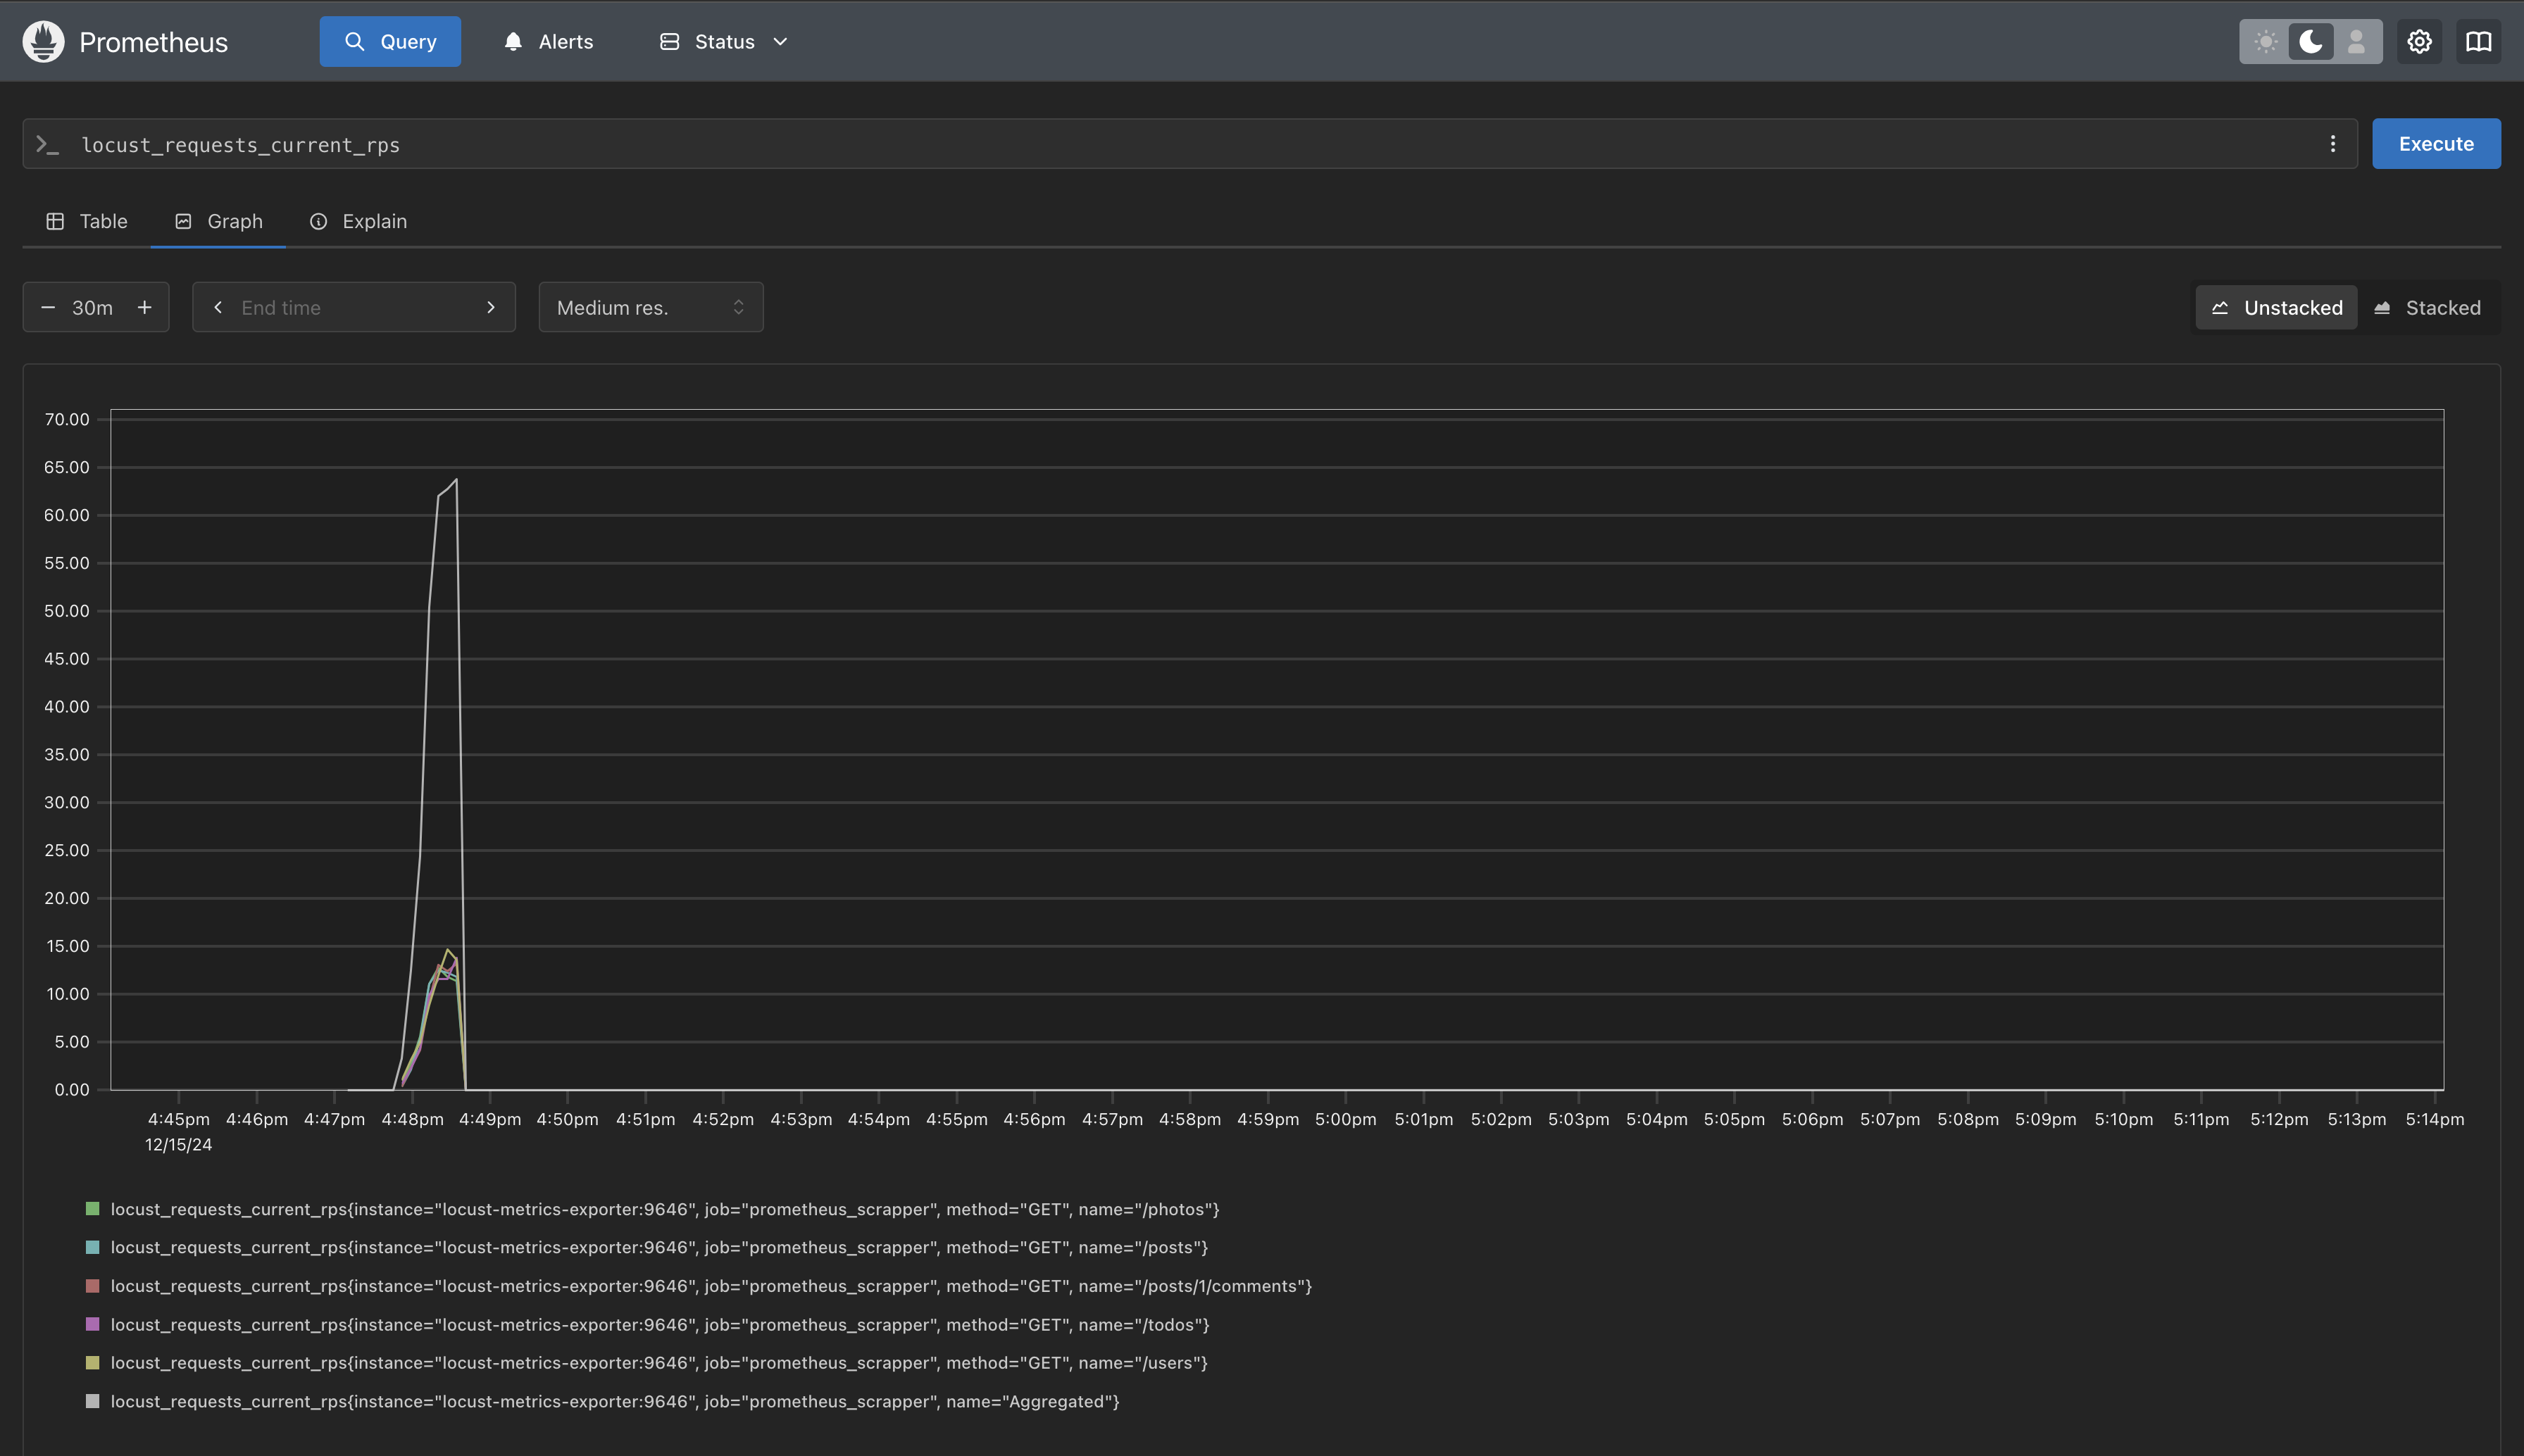 Prometheus
Query
Alerts
Status
locust_requests_current_rps
Execute
Table
Graph
Explain
30m
End time
Medium res.
Unstacked
Stacked
70.00
65.00
60.00
55.00
50.00
45.00
40.00
35.00
30.00
25.00
20.00
15.00
10.00
5.00
0.00
4:45pm 4:46pm 4:47pm 4:48pm 4:49pm 4:50pm 4:51pm 4:52pm 4:53pm 4:54pm 4:55pm 4:56pm 4:57pm 4:58pm 4:59pm 5:00pm 5:01pm 5:02pm 5:03pm 5:04pm 5:05pm 5:06pm 5:07pm 5:08pm 5:09pm 5:10pm 5:11pm 5:12pm 5:13pm 5:14pm
12/15/24
locust_requests_current_rps{instance="locust-metrics-exporter:9646", job="prometheus_scrapper", method="GET", name="/photos"}
locust_requests_current_rps{instance="locust-metrics-exporter:9646", job="prometheus_scrapper", method="GET", name="/posts"}
locust_requests_current_rps{instance="locust-metrics-exporter:9646", job="prometheus_scrapper", method="GET", name="/posts/1/comments"}
locust_requests_current_rps{instance="locust-metrics-exporter:9646", job="prometheus_scrapper", method="GET", name="/todos"}
locust_requests_current_rps{instance="locust-metrics-exporter:9646", job="prometheus_scrapper", method="GET", name="/users"}
locust_requests_current_rps{instance="locust-metrics-exporter:9646", job="prometheus_scrapper", name="Aggregated"}